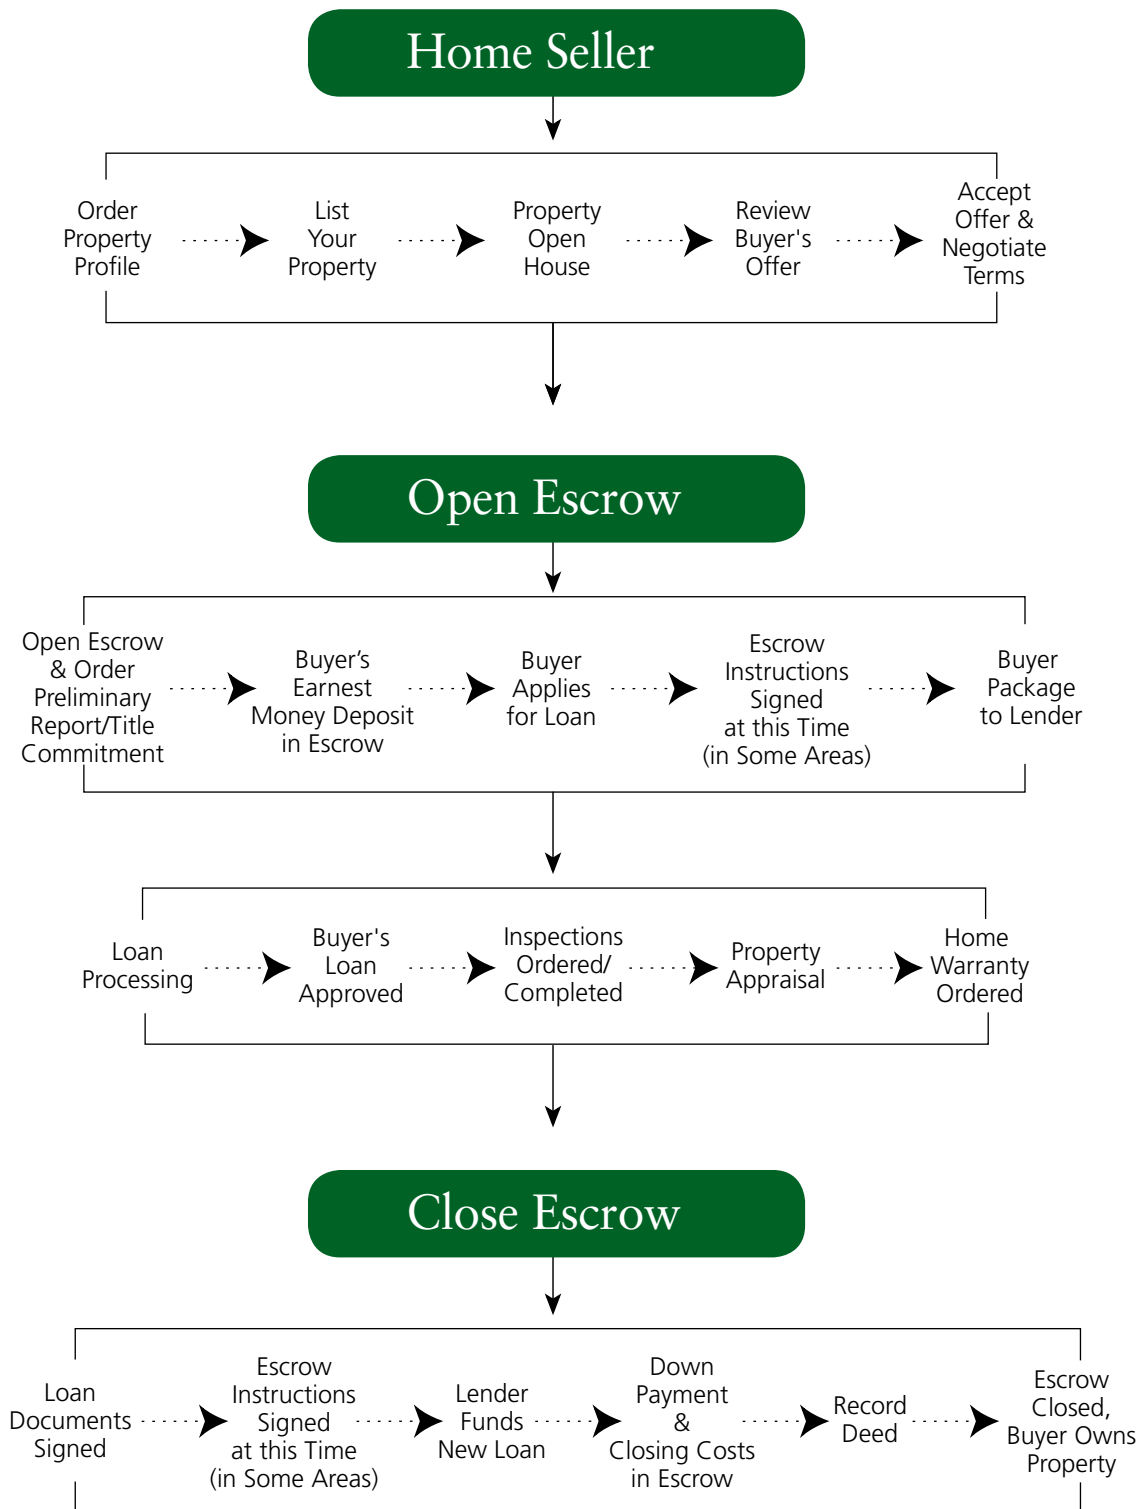 Home Seller
Order
Property
Profile
List
Your
Property
Property
Open
House
Review
Buyer's
Offer
Accept
Offer &
Negotiate
Terms
Open Escrow
Open Escrow
& Order
Preliminary
Report/Title
Commitment
Buyer’s
Earnest
Money Deposit
in Escrow
Buyer
Applies
for Loan
Escrow
Instructions
Signed
at this Time
(in Some Areas)
Buyer
Package
to Lender
Loan
Processing
Buyer's
Loan
Approved
Inspections
Ordered/
Completed
Property
Appraisal
Home
Warranty
Ordered
Close Escrow
Loan
Documents
Signed
Escrow
Instructions
Signed
at this Time
(in Some Areas)
Lender
Funds
New Loan
Down
Payment
&
Closing Costs
in Escrow
Record
Deed
Escrow
Closed,
Buyer Owns
Property